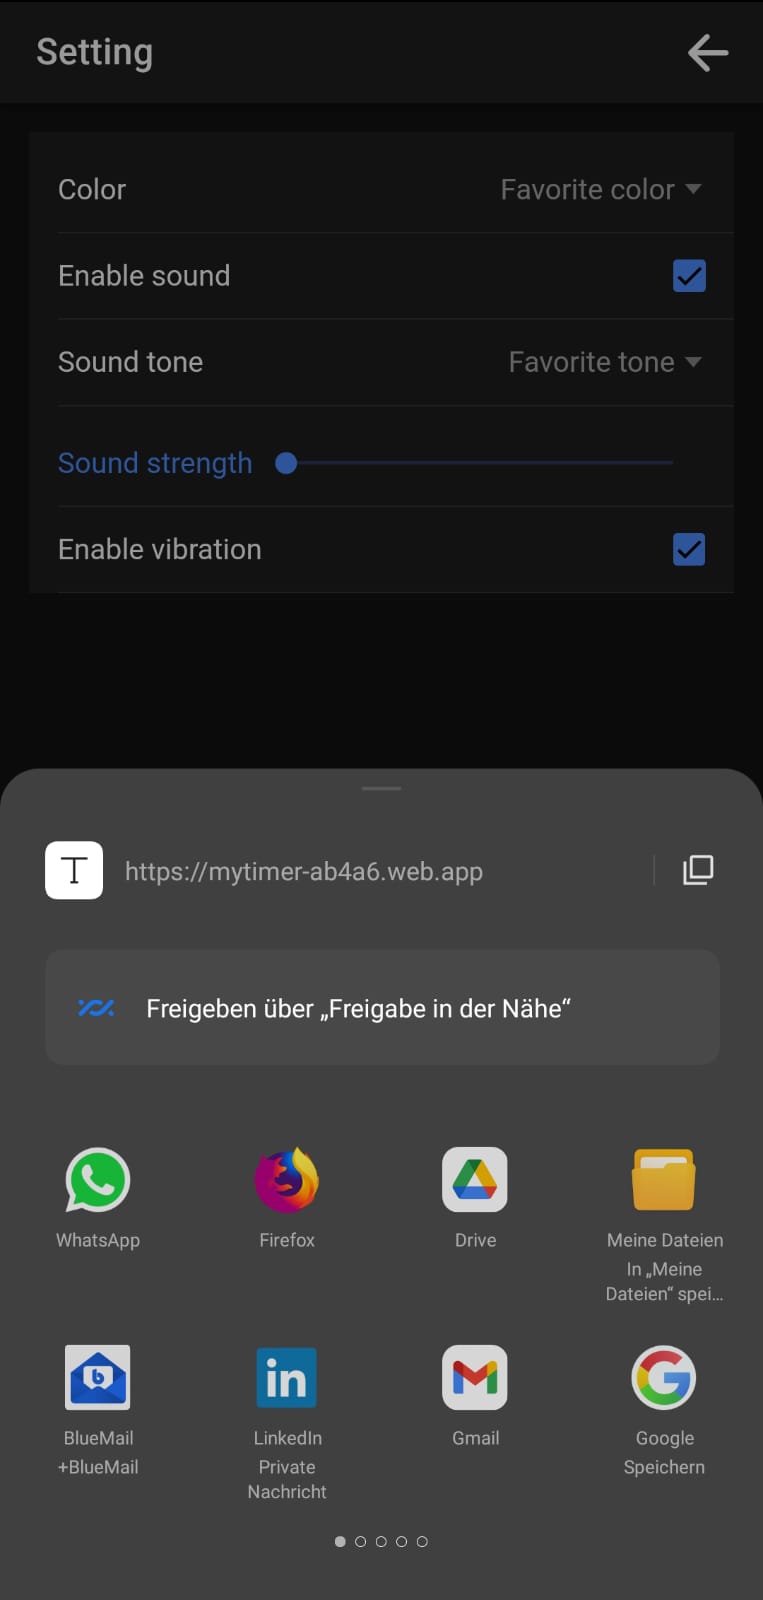 Setting
Color Favorite color
Enable sound
Sound tone Favorite tone
Sound strength
Enable vibration
T https://mytimer-ab4a6.web.app
Freigeben über „Freigabe in der Nähe“
WhatsApp Firefox Drive Meine Dateien
In „Meine
Dateien“ spei...
b in M G
BlueMail LinkedIn Gmail Google
+BlueMail Private Speichern
Nachricht